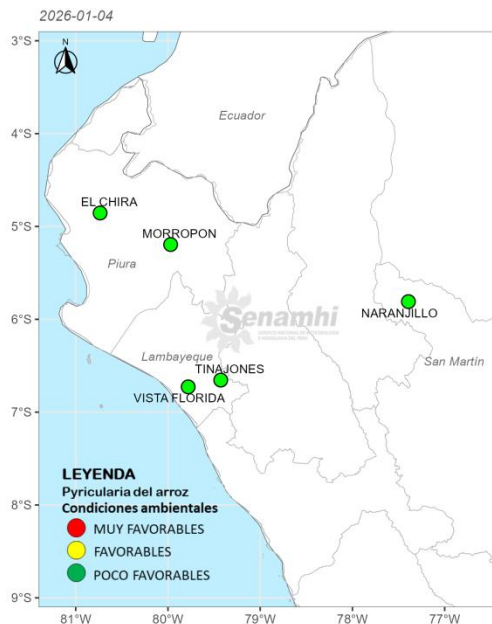 2026-01-04
3°S
N
Ecuador
4°S
EL CHIRA
5°S
MORROPON
Piura
NARANJILLO
6°S
Senamhi
Lambayeque
TINAJONES
San Martín
VISTA FLORIDA
7°S
LEYENDA
Pyricularia del arroz
Condiciones ambientales
MUY FAVORABLES
8°S
FAVORABLES
POCO FAVORABLES
9°S
81°W 80°W 79°W 78°W 77°W